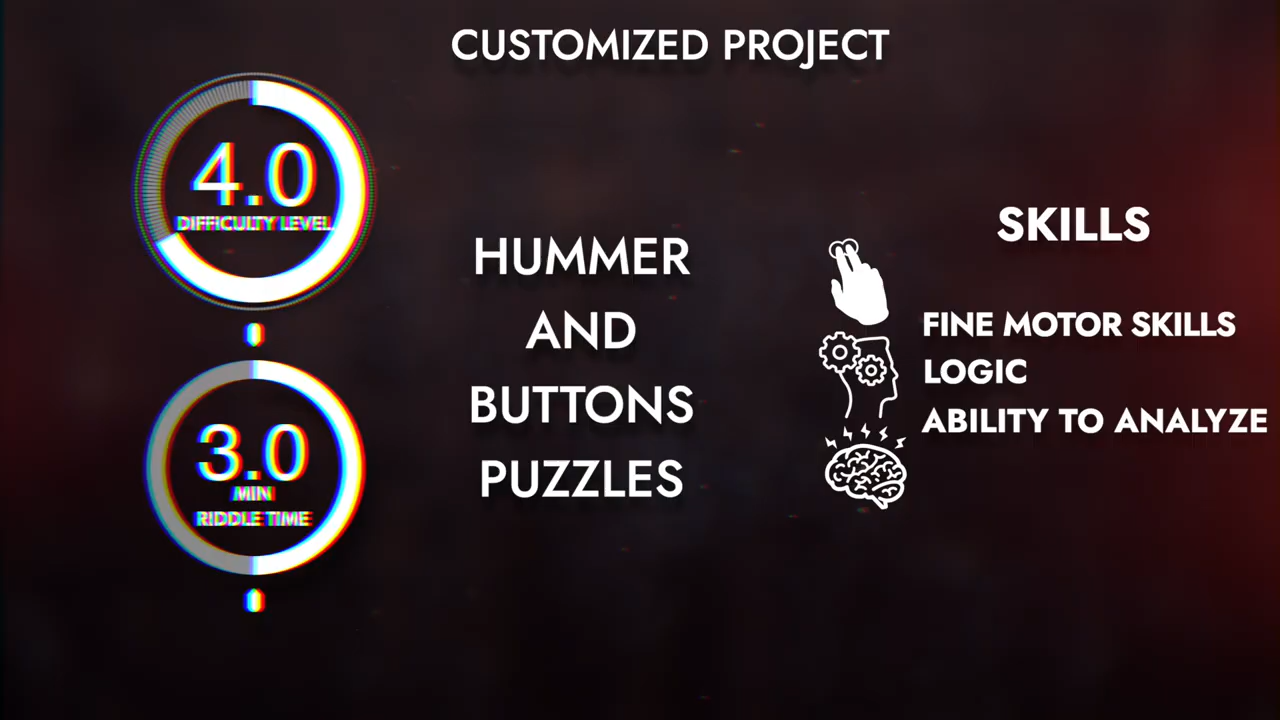 CUSTOMIZED PROJECT
4.0
DIFFICULTY LEVEL
3.0
MIN
RIDDLE TIME
HUMMER
AND
BUTTONS
PUZZLES
SKILLS
FINE MOTOR SKILLS
LOGIC
ABILITY TO ANALYZE